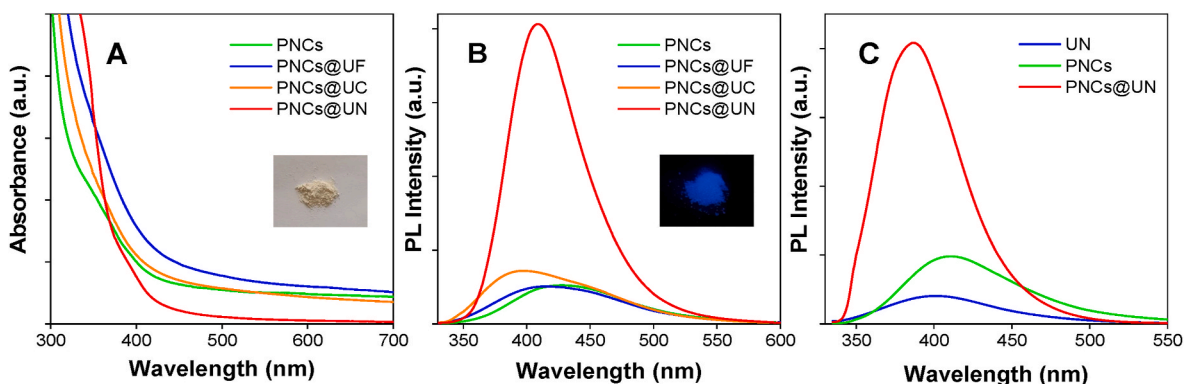 A
PNCs
PNCs@UF
PNCs@UC
PNCs@UN
Absorbance (a.u.)
300
400
500
600
700
Wavelength (nm)
B
PNCs
PNCs@UF
PNCs@UC
PNCs@UN
PL Intensity (a.u.)
350
400
450
500
550
600
Wavelength (nm)
C
UN
PNCs
PNCs@UN
PL Intensity (a.u.)
350
400
450
500
550
Wavelength (nm)